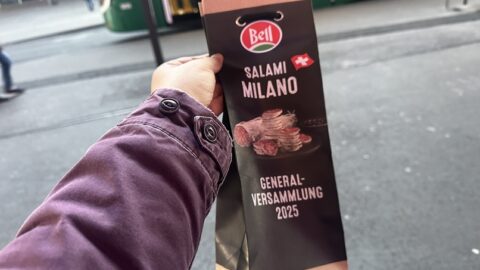 Bell
SALAMI
MILANO
GENERAL-
VERSAMMLUNG
2025